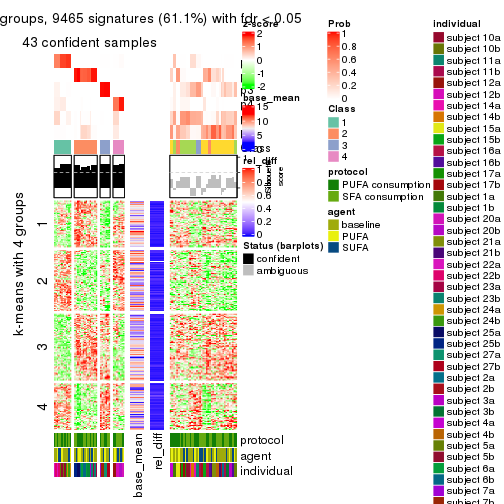 groups, 9465 signatures (61.1%) with fdr < 0.05
43 confident samples
k-means with 4 groups
1
2
3
4
base_mean
rel_diff
protocol
agent
individual
z-score
2
1
0
-1
-2
base_mean
15
10
5
0
rel_diff
1
0.8
0.6
0.4
0.2
0
Silhouette
score
Status (barplots)
confident
ambiguous
Prob
1
0.8
0.6
0.4
0.2
0
Class
1
2
3
4
protocol
PUFA consumption
SFA consumption
agent
baseline
PUFA
SUFA
individual
subject 10a
subject 10b
subject 11a
subject 11b
subject 12a
subject 12b
subject 14a
subject 14b
subject 15a
subject 15b
subject 16a
subject 16b
subject 17a
subject 17b
subject 1a
subject 1b
subject 20a
subject 20b
subject 21a
subject 21b
subject 22a
subject 22b
subject 23a
subject 23b
subject 24a
subject 24b
subject 25a
subject 25b
subject 27a
subject 27b
subject 2a
subject 2b
subject 3a
subject 3b
subject 4a
subject 4b
subject 5a
subject 5b
subject 6a
subject 6b
subject 7a
subject 7b